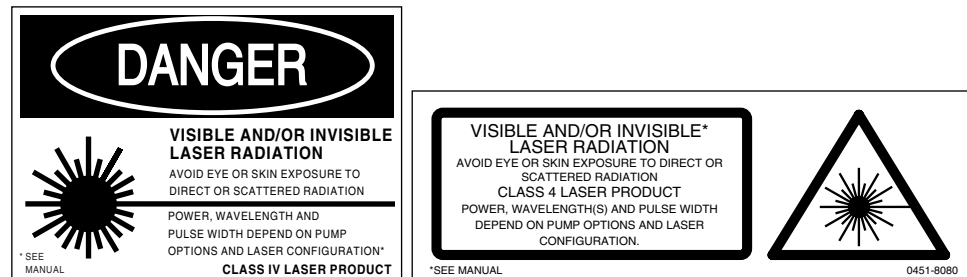 DANGER
VISIBLE AND/OR INVISIBLE
LASER RADIATION
AVOID EYE OR SKIN EXPOSURE TO
DIRECT OR SCATTERED RADIATION
POWER, WAVELENGTH AND
PULSE WIDTH DEPEND ON PUMP
OPTIONS AND LASER CONFIGURATION*
CLASS IV LASER PRODUCT
* SEE
MANUAL
VISIBLE AND/OR INVISIBLE*
LASER RADIATION
AVOID EYE OR SKIN EXPOSURE TO DIRECT OR
SCATTERED RADIATION
CLASS 4 LASER PRODUCT
POWER, WAVELENGTH(S) AND PULSE WIDTH
DEPEND ON PUMP OPTIONS AND LASER
CONFIGURATION.
*SEE MANUAL
0451-8080